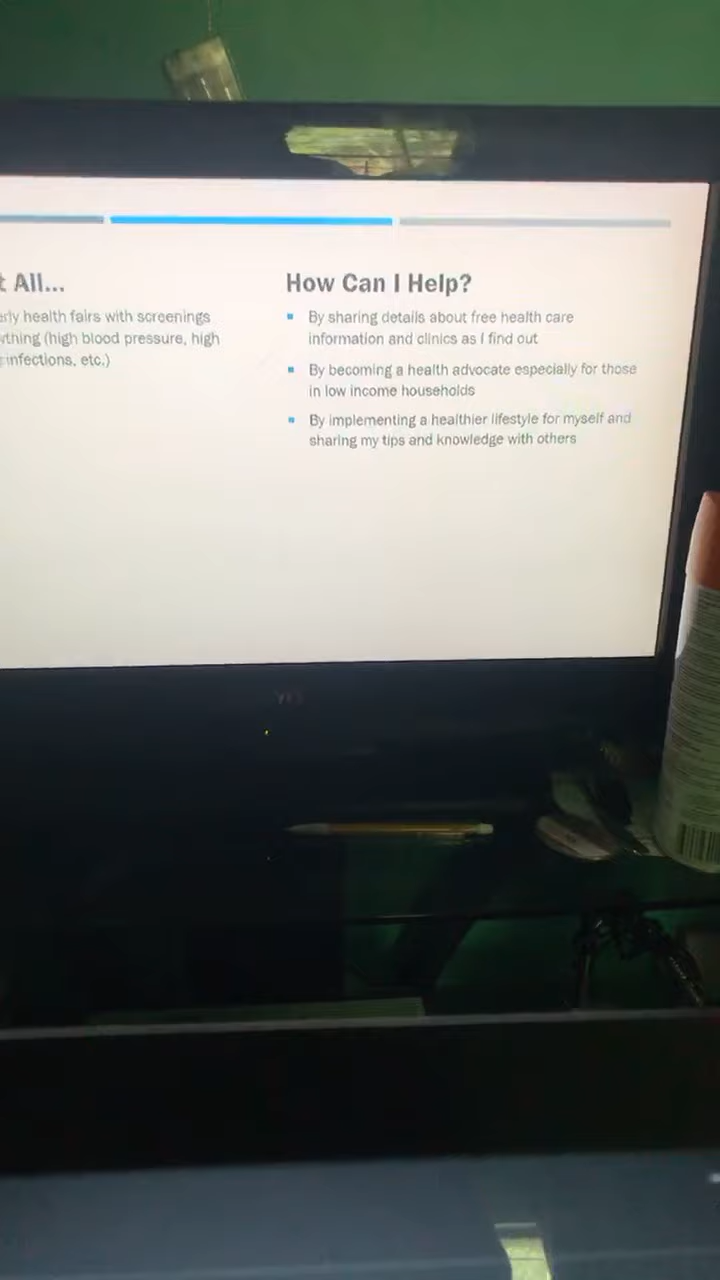 All...
health fairs with screenings
(high blood pressure, high
infections, etc.)
How Can I Help?
By sharing details about free health care
information and clinics as I find out
By becoming a health advocate especially for those
in low income households
By implementing a healthier lifestyle for myself and
sharing my tips and knowledge with others